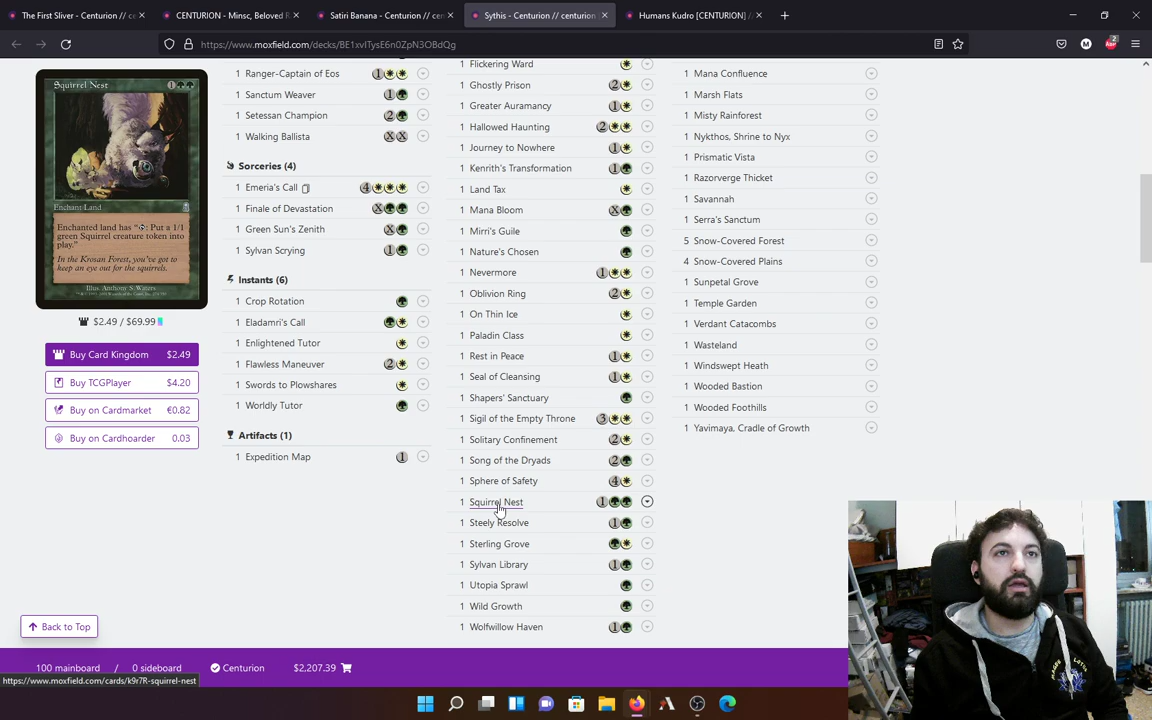 The First Sliver - Centurion // cen
CENTURION - Minsc, Beloved R
Satiri Banana - Centurion // cent
Sythis - Centurion // centurion
Humans Kudro [CENTURION] //
https://www.moxfield.com/decks/BE1xvITysE6n0ZpN3OBdQg
Squirrel Nest
Enchant Land
Enchanted land has ": Put a 1/1
green Squirrel creature token into
play."
In the Krosan Forest, you've got to
keep an eye out for the squirrels.
Illus. Anthony S. Waters
$2.49 / $69.99
Buy Card Kingdom $2.49
Buy TCGPlayer $4.20
Buy on Cardmarket €0.82
Buy on Cardhoarder 0.03
Back to Top
1 Ranger-Captain of Eos
1 Sanctum Weaver
1 Setessan Champion
1 Walking Ballista
Sorceries (4)
1 Emeria's Call
1 Finale of Devastation
1 Green Sun's Zenith
1 Sylvan Scrying
Instants (6)
1 Crop Rotation
1 Eladamri's Call
1 Enlightened Tutor
1 Flawless Maneuver
1 Swords to Plowshares
1 Worldly Tutor
Artifacts (1)
1 Expedition Map
1 Flickering Ward
1 Ghostly Prison
1 Greater Auramancy
1 Hallowed Haunting
1 Journey to Nowhere
1 Kenrith's Transformation
1 Land Tax
1 Mana Bloom
1 Mirri's Guile
1 Nature's Chosen
1 Nevermore
1 Oblivion Ring
1 On Thin Ice
1 Paladin Class
1 Rest in Peace
1 Seal of Cleansing
1 Shapers' Sanctuary
1 Sigil of the Empty Throne
1 Solitary Confinement
1 Song of the Dryads
1 Sphere of Safety
1 Squirrel Nest
1 Steely Resolve
1 Sterling Grove
1 Sylvan Library
1 Utopia Sprawl
1 Wild Growth
1 Wolfwillow Haven
1 Mana Confluence
1 Marsh Flats
1 Misty Rainforest
1 Nykthos, Shrine to Nyx
1 Prismatic Vista
1 Razorverge Thicket
1 Savannah
1 Serra's Sanctum
5 Snow-Covered Forest
4 Snow-Covered Plains
1 Sunpetal Grove
1 Temple Garden
1 Verdant Catacombs
1 Wasteland
1 Windswept Heath
1 Wooded Bastion
1 Wooded Foothills
1 Yavimaya, Cradle of Growth
100 mainboard / 0 sideboard Centurion $2,207.39
https://www.moxfield.com/cards/k9r7R-squirrel-nest